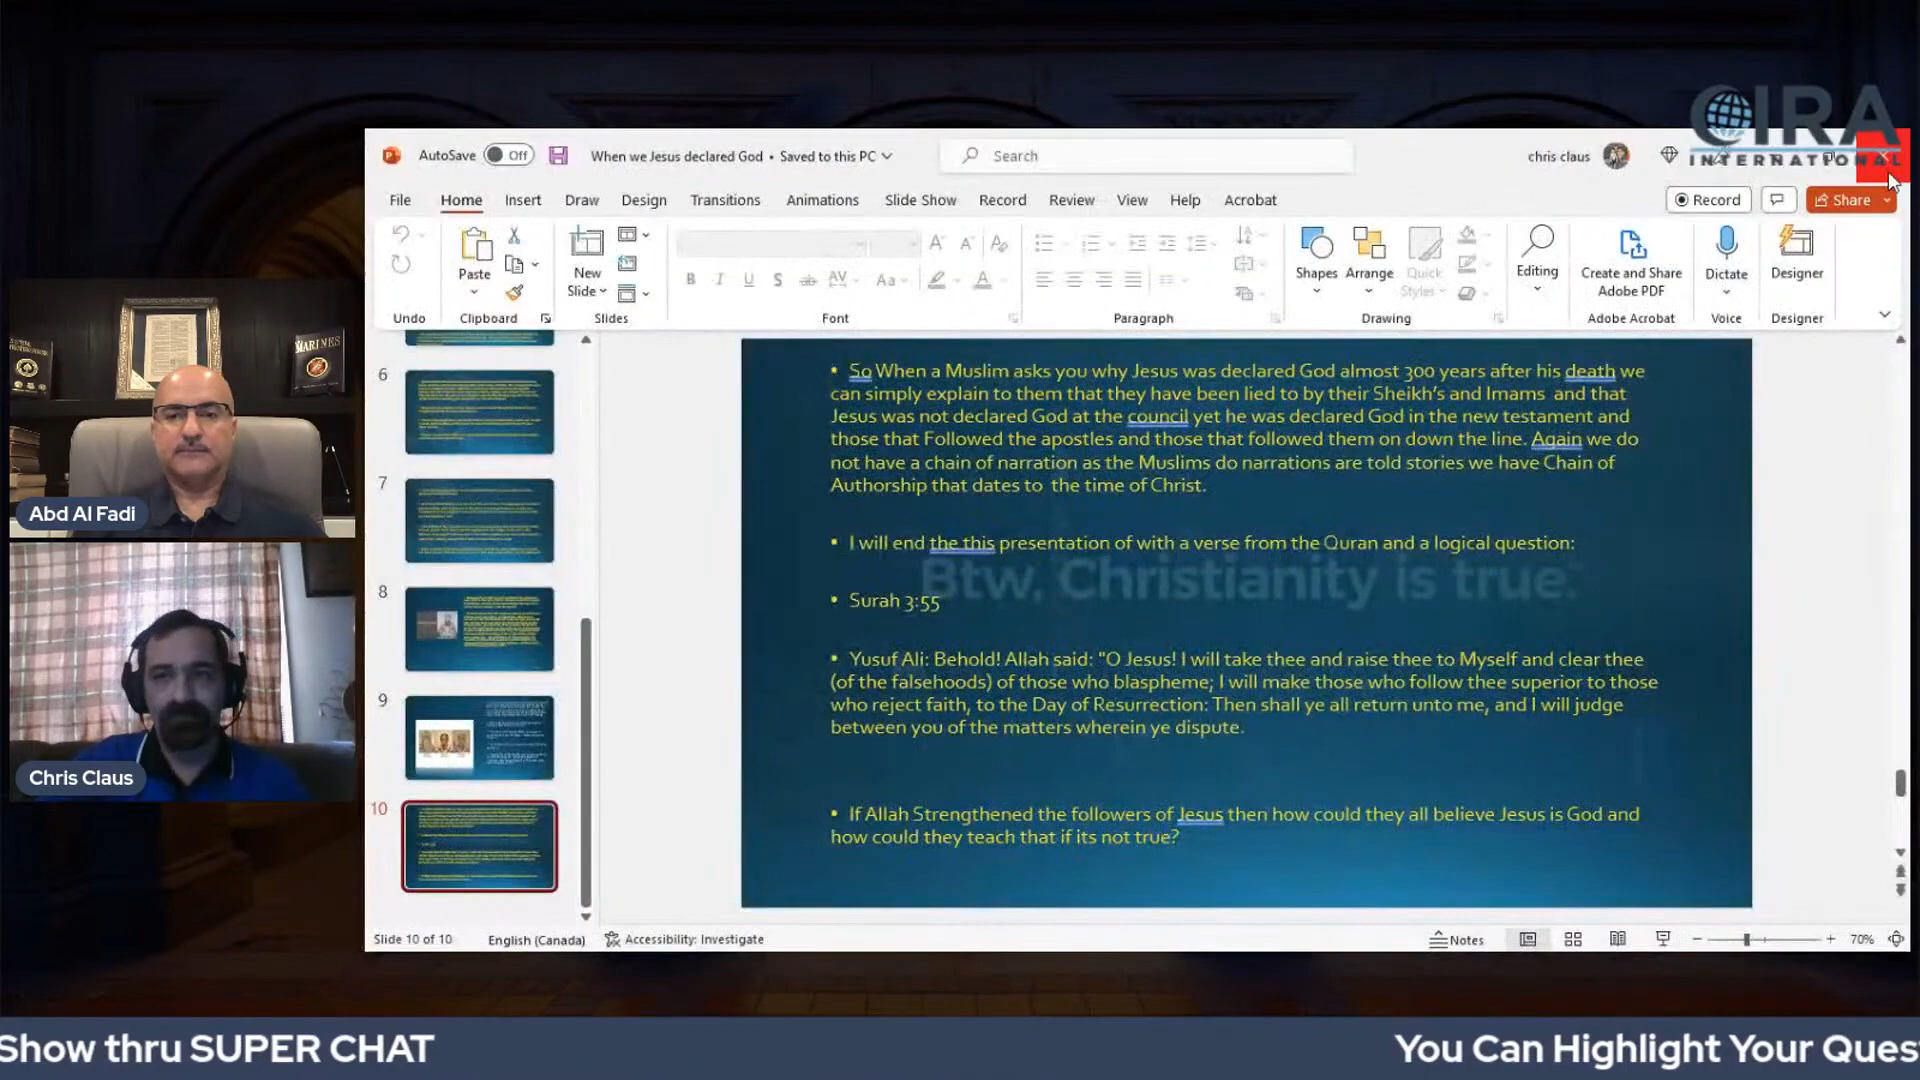 CIRA
INTERNATIONAL
AutoSave Off When we Jesus declared God • Saved to this PC Search chris claus
File Home Insert Draw Design Transitions Animations Slide Show Record Review View Help Acrobat Record Share
Paste New Slide Shapes Arrange Quick Styles Editing Create and Share Adobe PDF Dictate Designer
B I U S ab AV Aa A
Undo Clipboard Slides Font Paragraph Drawing Adobe Acrobat Voice Designer
MARINES
Abd Al Fadi
Chris Claus
6
7
8
9
10
• So When a Muslim asks you why Jesus was declared God almost 300 years after his death we
can simply explain to them that they have been lied to by their Sheikh's and Imams and that
Jesus was not declared God at the council yet he was declared God in the new testament and
those that Followed the apostles and those that followed them on down the line. Again we do
not have a chain of narration as the Muslims do narrations are told stories we have Chain of
Authorship that dates to the time of Christ.
• I will end the this presentation of with a verse from the Quran and a logical question:
Btw, Christianity is true."
• Surah 3:55
• Yusuf Ali: Behold! Allah said: "O Jesus! I will take thee and raise thee to Myself and clear thee
(of the falsehoods) of those who blaspheme; I will make those who follow thee superior to those
who reject faith, to the Day of Resurrection: Then shall ye all return unto me, and I will judge
between you of the matters wherein ye dispute.
• If Allah Strengthened the followers of Jesus then how could they all believe Jesus is God and
how could they teach that if its not true?
Slide 10 of 10 English (Canada) Accessibility: Investigate Notes 70%
Show thru SUPER CHAT You Can Highlight Your Ques